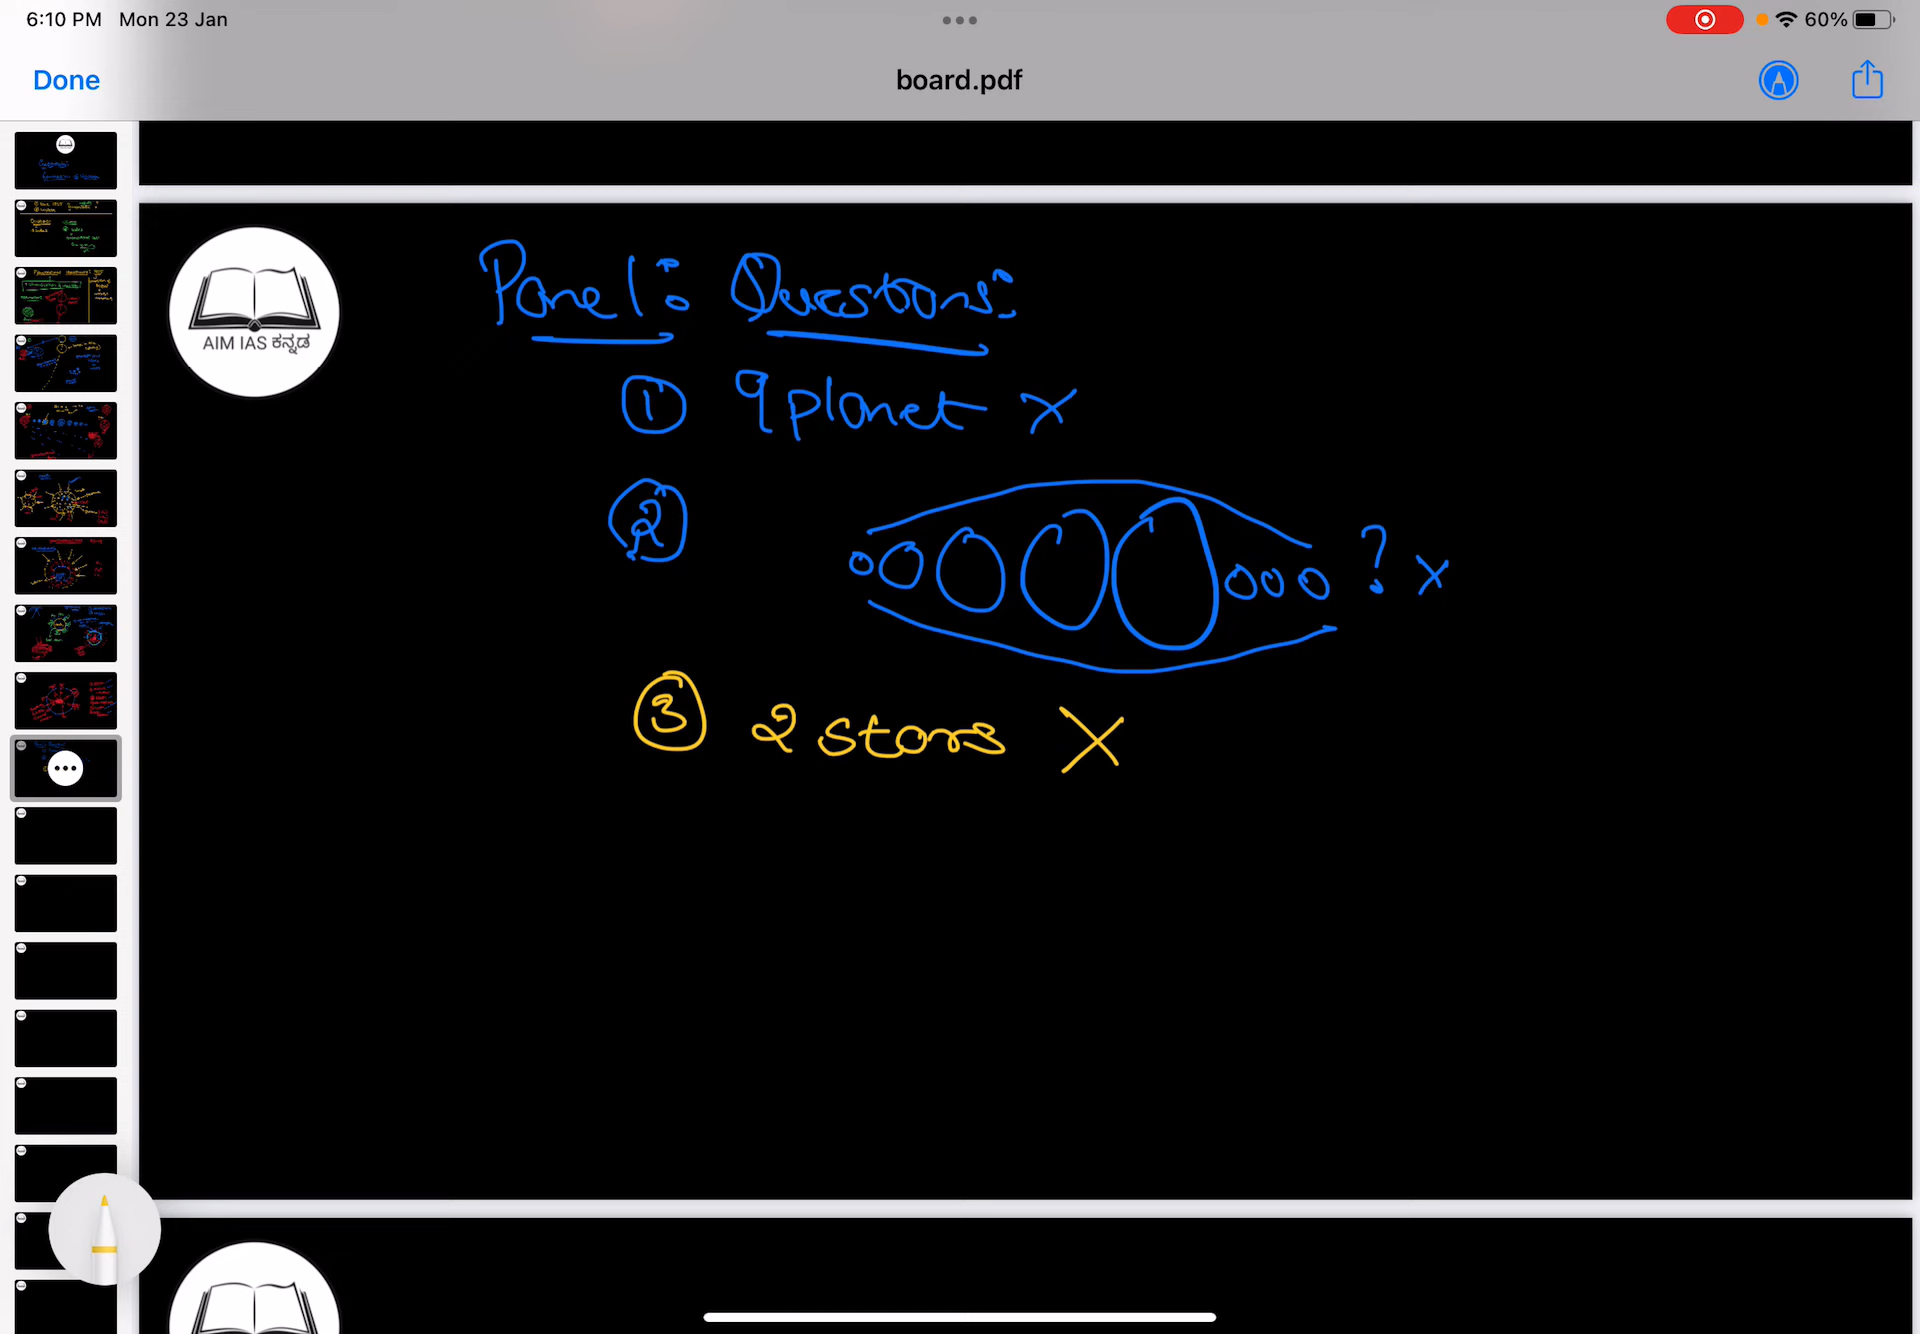 6:10 PM Mon 23 Jan
60%
Done
board.pdf
AIM IAS ಕನ್ನಡ
Panel: Questions:
① 9 planet x
② ? x
③ 2 stars X